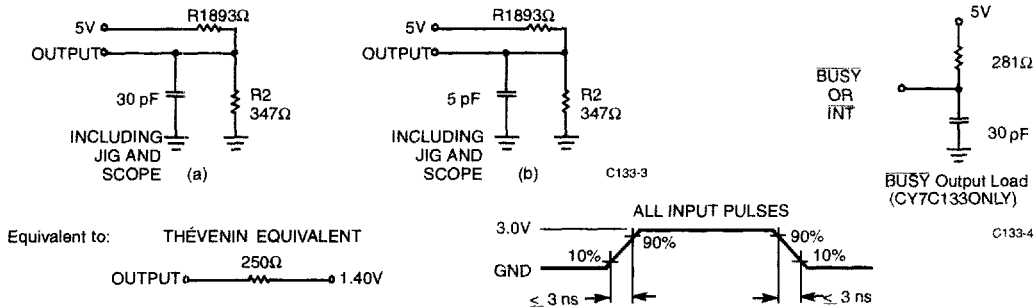 R1893Ω
5V
OUTPUT
30 pF
R2
347Ω
INCLUDING
JIG AND
SCOPE
(a)
R1893Ω
5V
OUTPUT
5 pF
R2
347Ω
INCLUDING
JIG AND
SCOPE
(b)
C133-3
5V
281Ω
BUSY
OR
INT
30 pF
BUSY Output Load
(CY7C133ONLY)
C133-4
Equivalent to:
THÉVENIN EQUIVALENT
250Ω
OUTPUT
1.40V
ALL INPUT PULSES
3.0V
GND
10%
90%
90%
10%
≤ 3 ns
≤ 3 ns